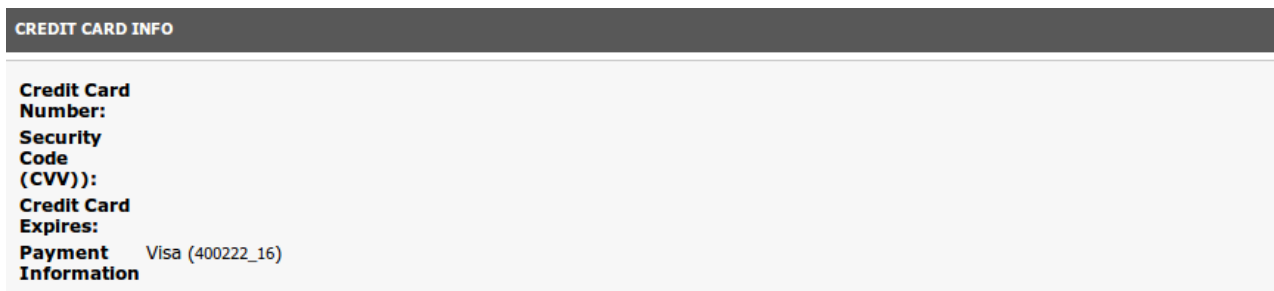 CREDIT CARD INFO
Credit Card
Number:
Security
Code
(CVV)):
Credit Card
Expires:
Payment Visa (400222_16)
Information